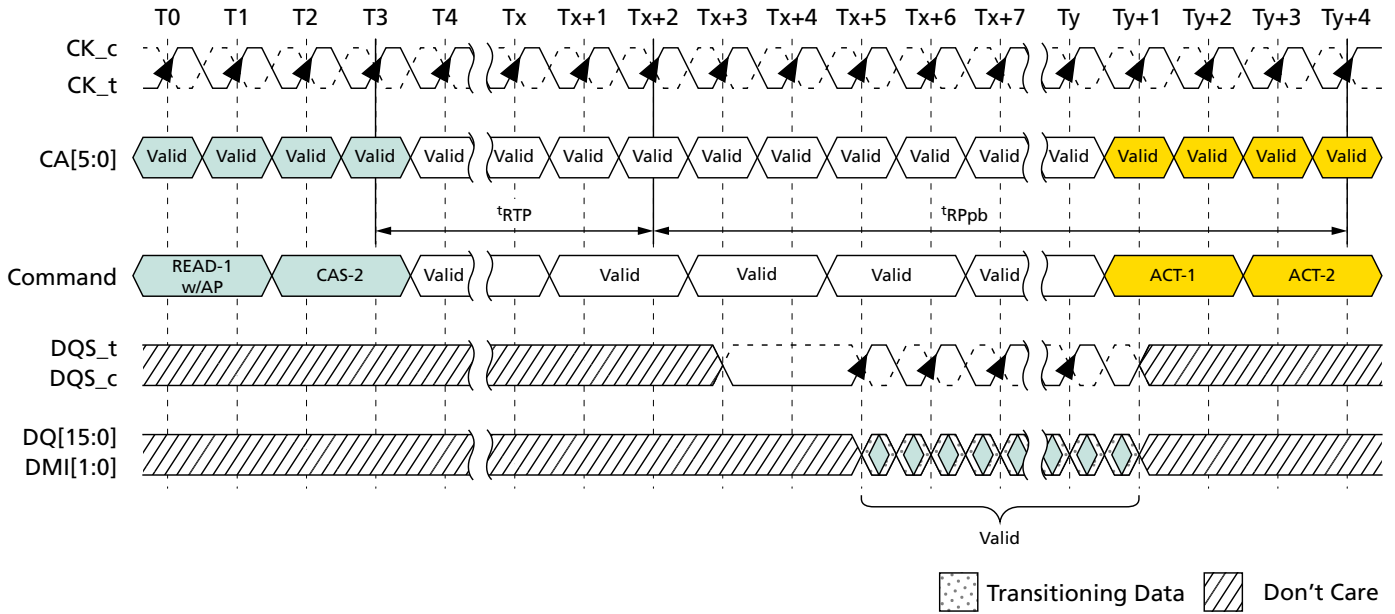 T0 T1 T2 T3 T4 Tx Tx+1 Tx+2 Tx+3 Tx+4 Tx+5 Tx+6 Tx+7 Ty Ty+1 Ty+2 Ty+3 Ty+4
CK_c
CK_t
CA[5:0] Valid Valid Valid Valid Valid Valid Valid Valid Valid Valid Valid Valid Valid Valid Valid Valid Valid Valid
tRTP tRPpb
Command READ-1 w/AP CAS-2 Valid Valid Valid Valid Valid ACT-1 ACT-2
DQS_t
DQS_c
DQ[15:0]
DMI[1:0]
Valid
Transitioning Data Don't Care